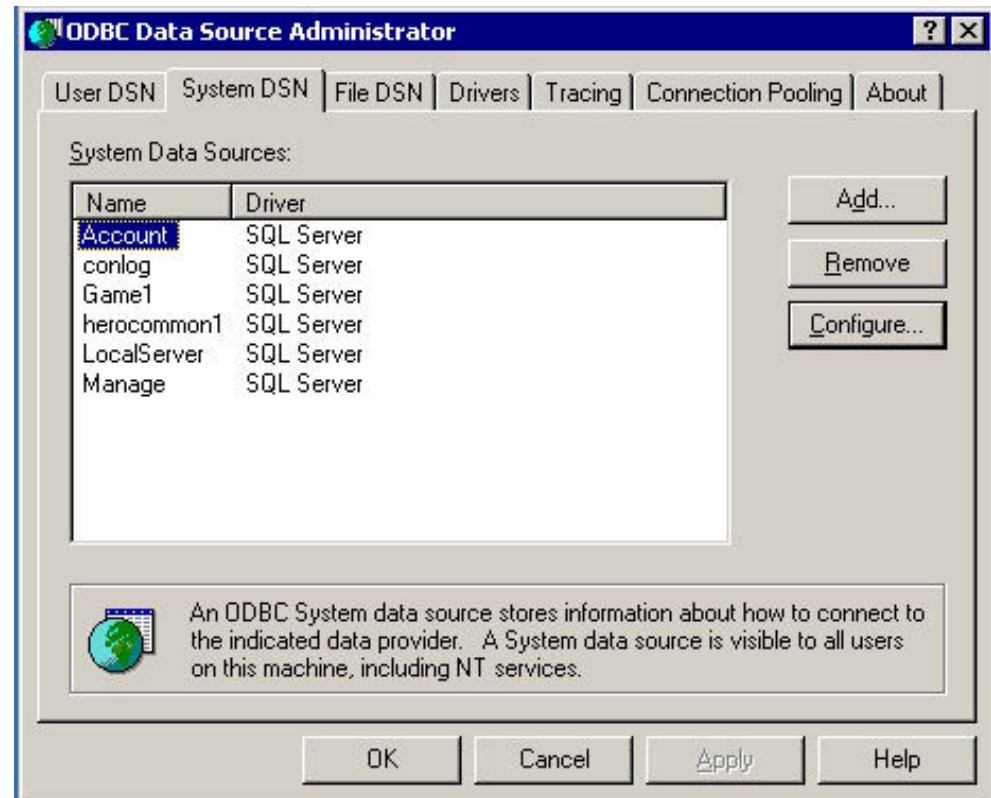 ODBC Data Source Administrator
User DSN System DSN File DSN Drivers Tracing Connection Pooling About
System Data Sources:
Name Driver
Account SQL Server
conlog SQL Server
Game1 SQL Server
herocommon1 SQL Server
LocalServer SQL Server
Manage SQL Server
Add...
Remove
Configure...
An ODBC System data source stores information about how to connect to
the indicated data provider. A System data source is visible to all users
on this machine, including NT services.
OK Cancel Apply Help